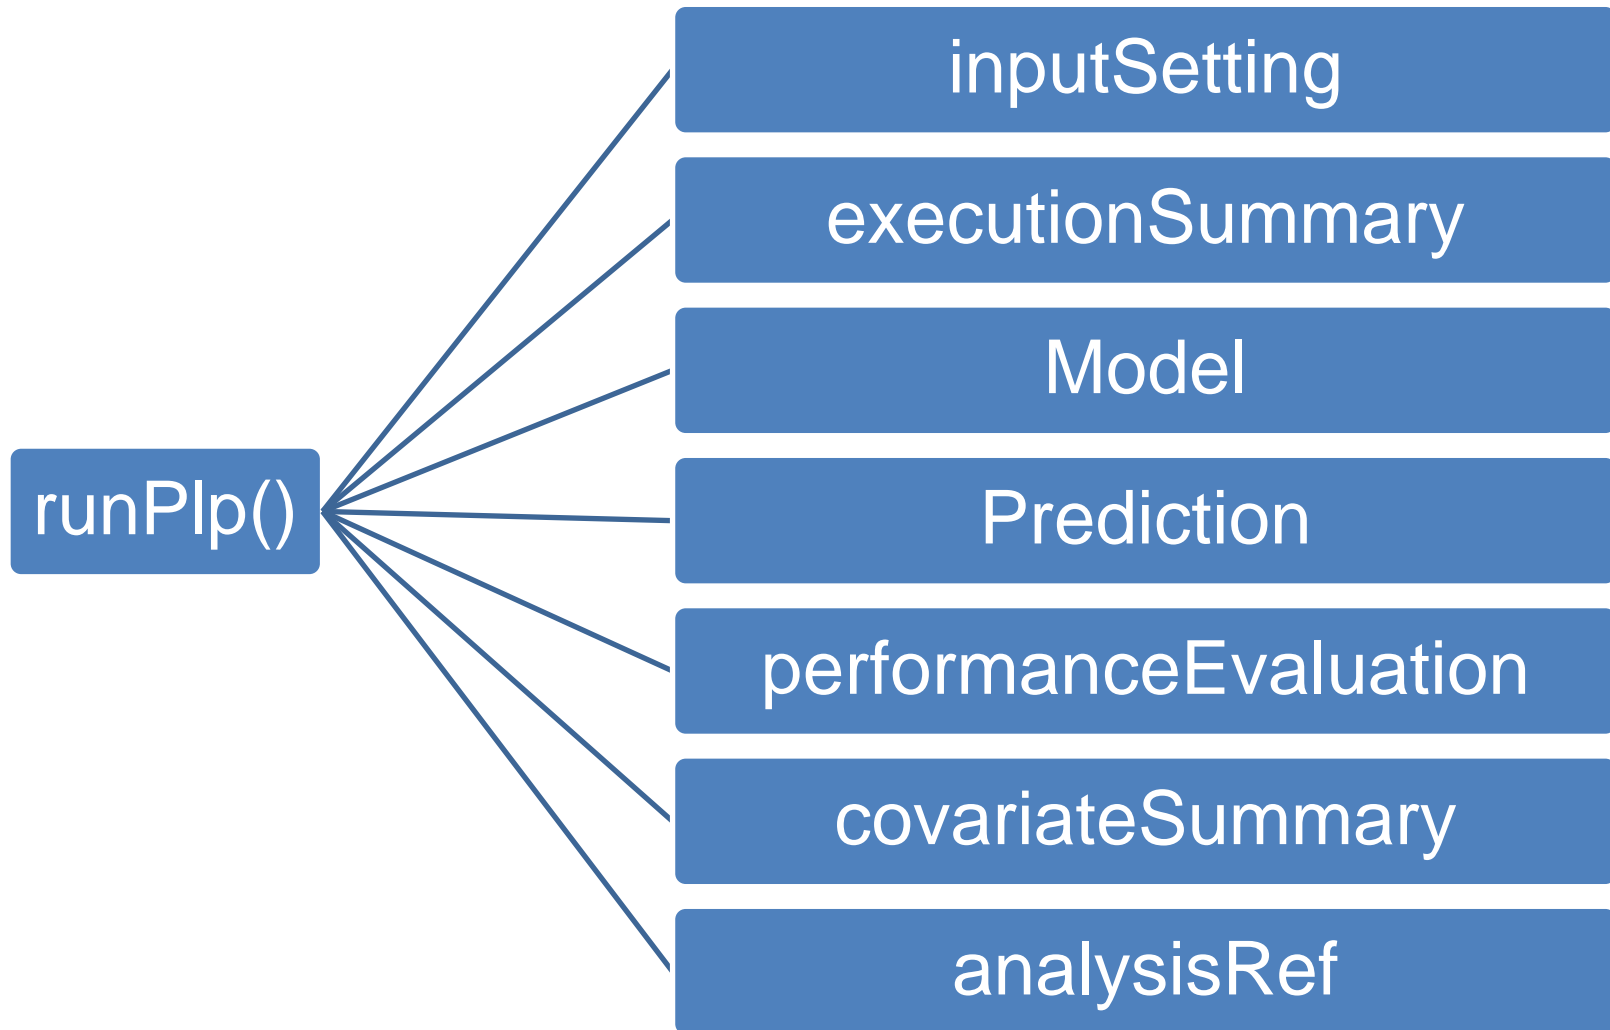 inputSetting
executionSummary
Model
runPlp()
Prediction
performanceEvaluation
covariateSummary
analysisRef